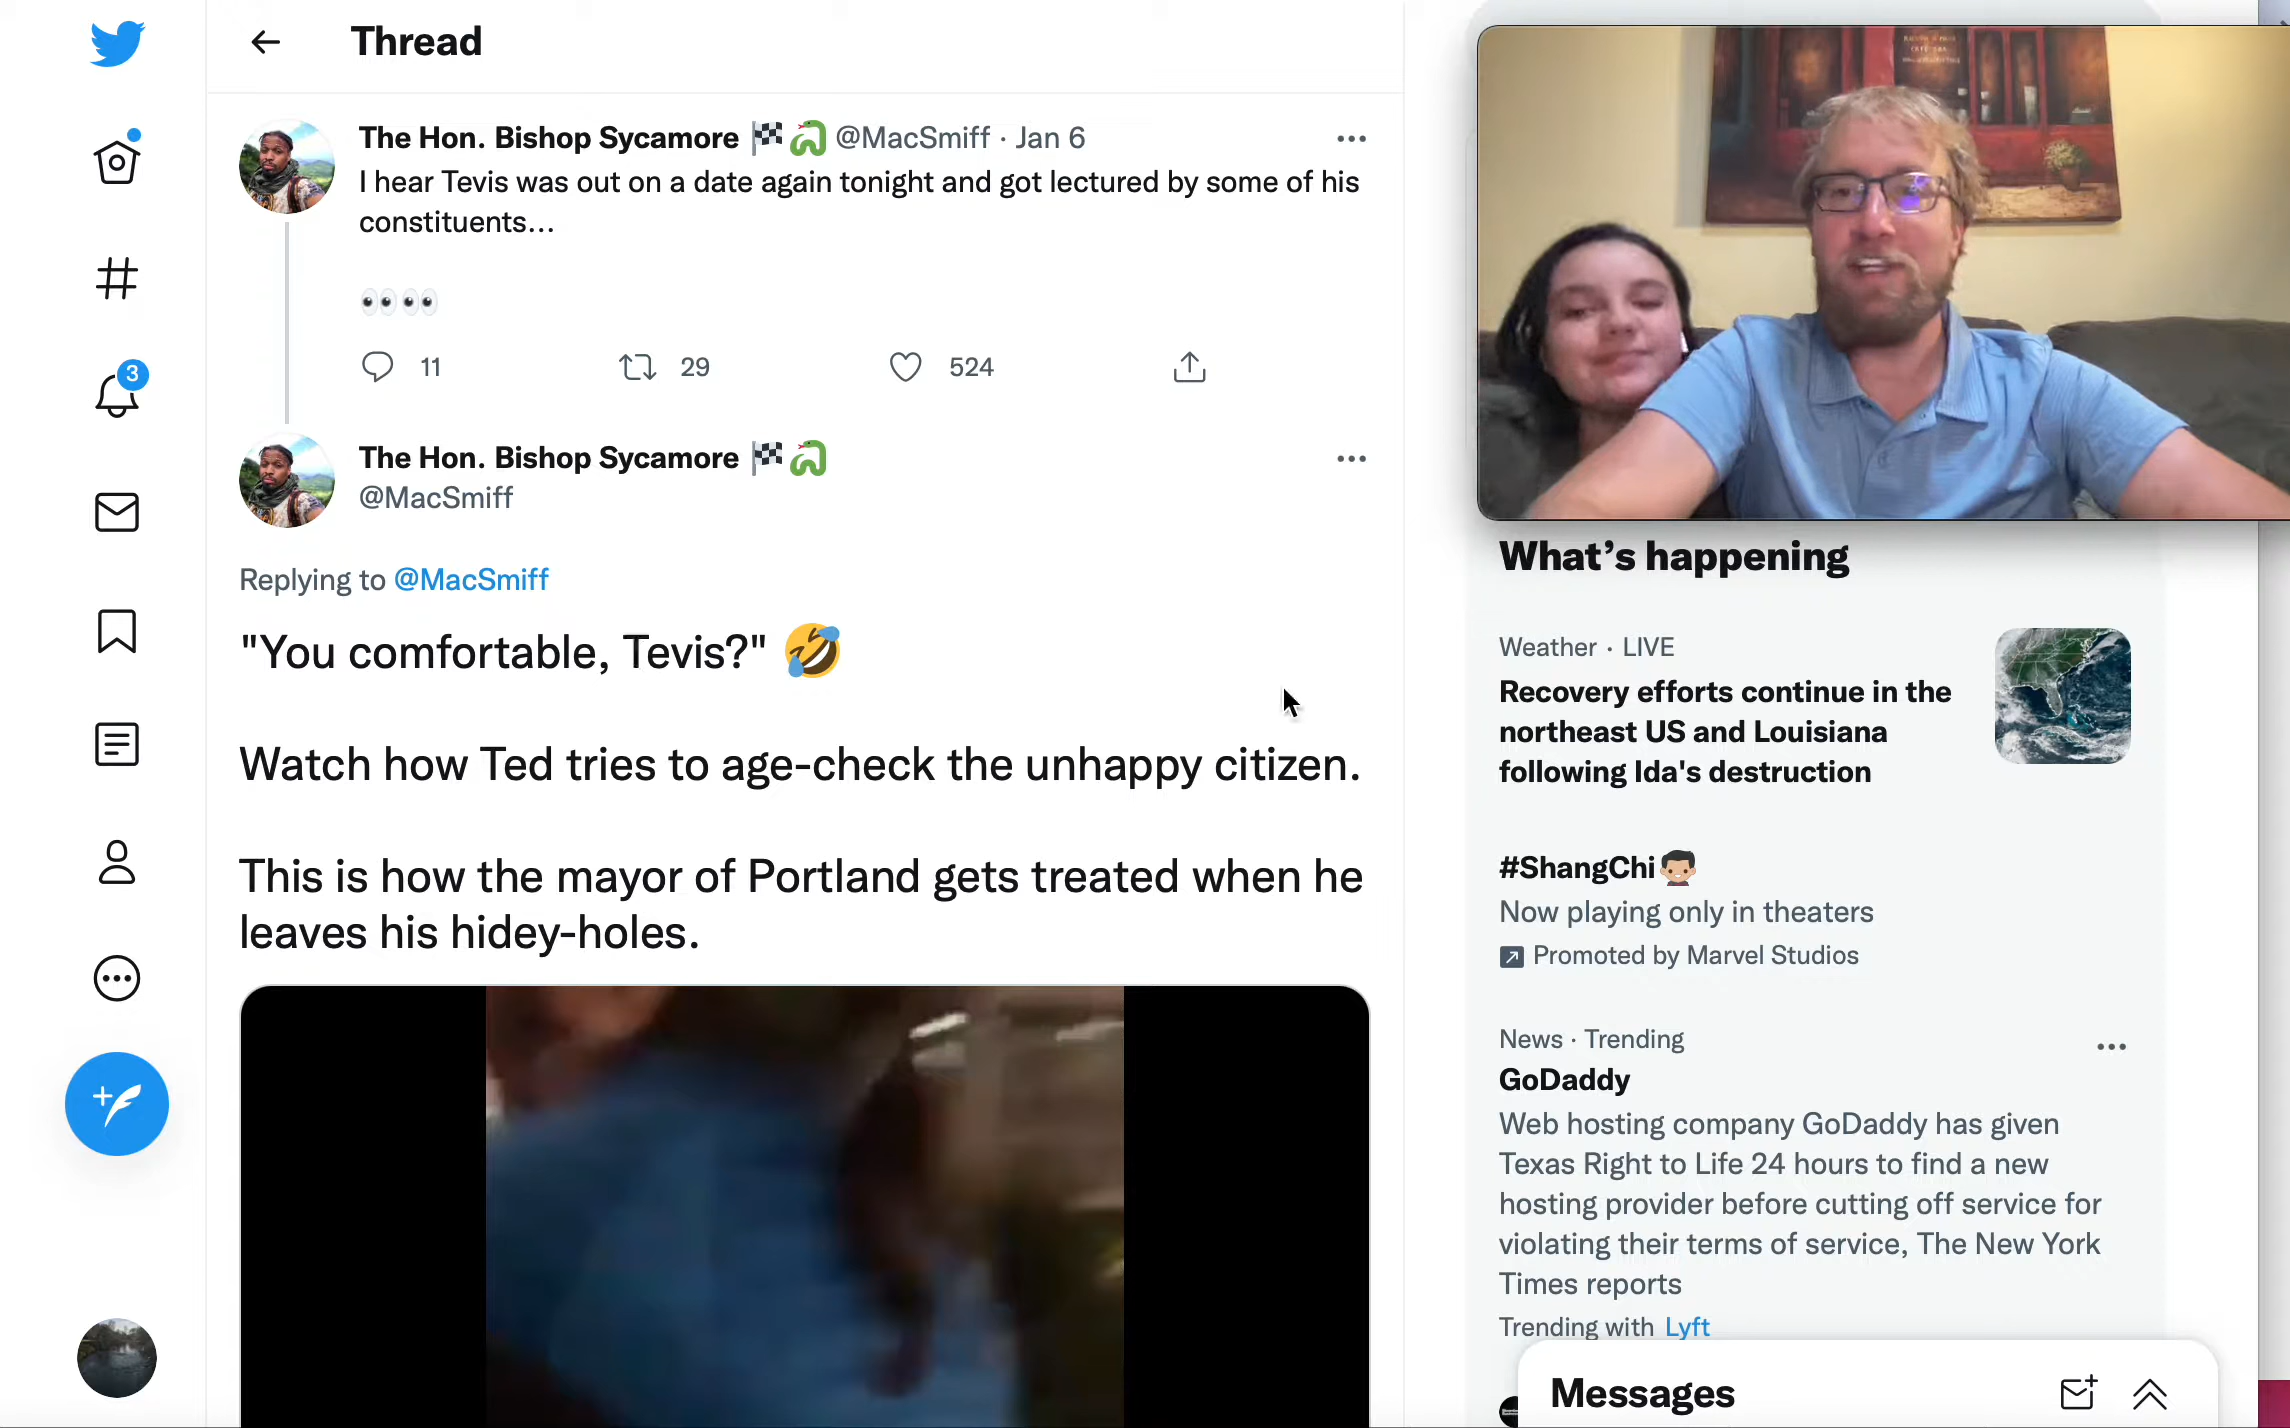 Thread
The Hon. Bishop Sycamore @MacSmiff · Jan 6
I hear Tevis was out on a date again tonight and got lectured by some of his
constituents...
11
29
524
The Hon. Bishop Sycamore
@MacSmiff
Replying to @MacSmiff
"You comfortable, Tevis?"
Watch how Ted tries to age-check the unhappy citizen.
This is how the mayor of Portland gets treated when he
leaves his hidey-holes.
3
What's happening
Weather · LIVE
Recovery efforts continue in the
northeast US and Louisiana
following Ida's destruction
#ShangChi
Now playing only in theaters
Promoted by Marvel Studios
News · Trending
GoDaddy
Web hosting company GoDaddy has given
Texas Right to Life 24 hours to find a new
hosting provider before cutting off service for
violating their terms of service, The New York
Times reports
Trending with Lyft
Messages